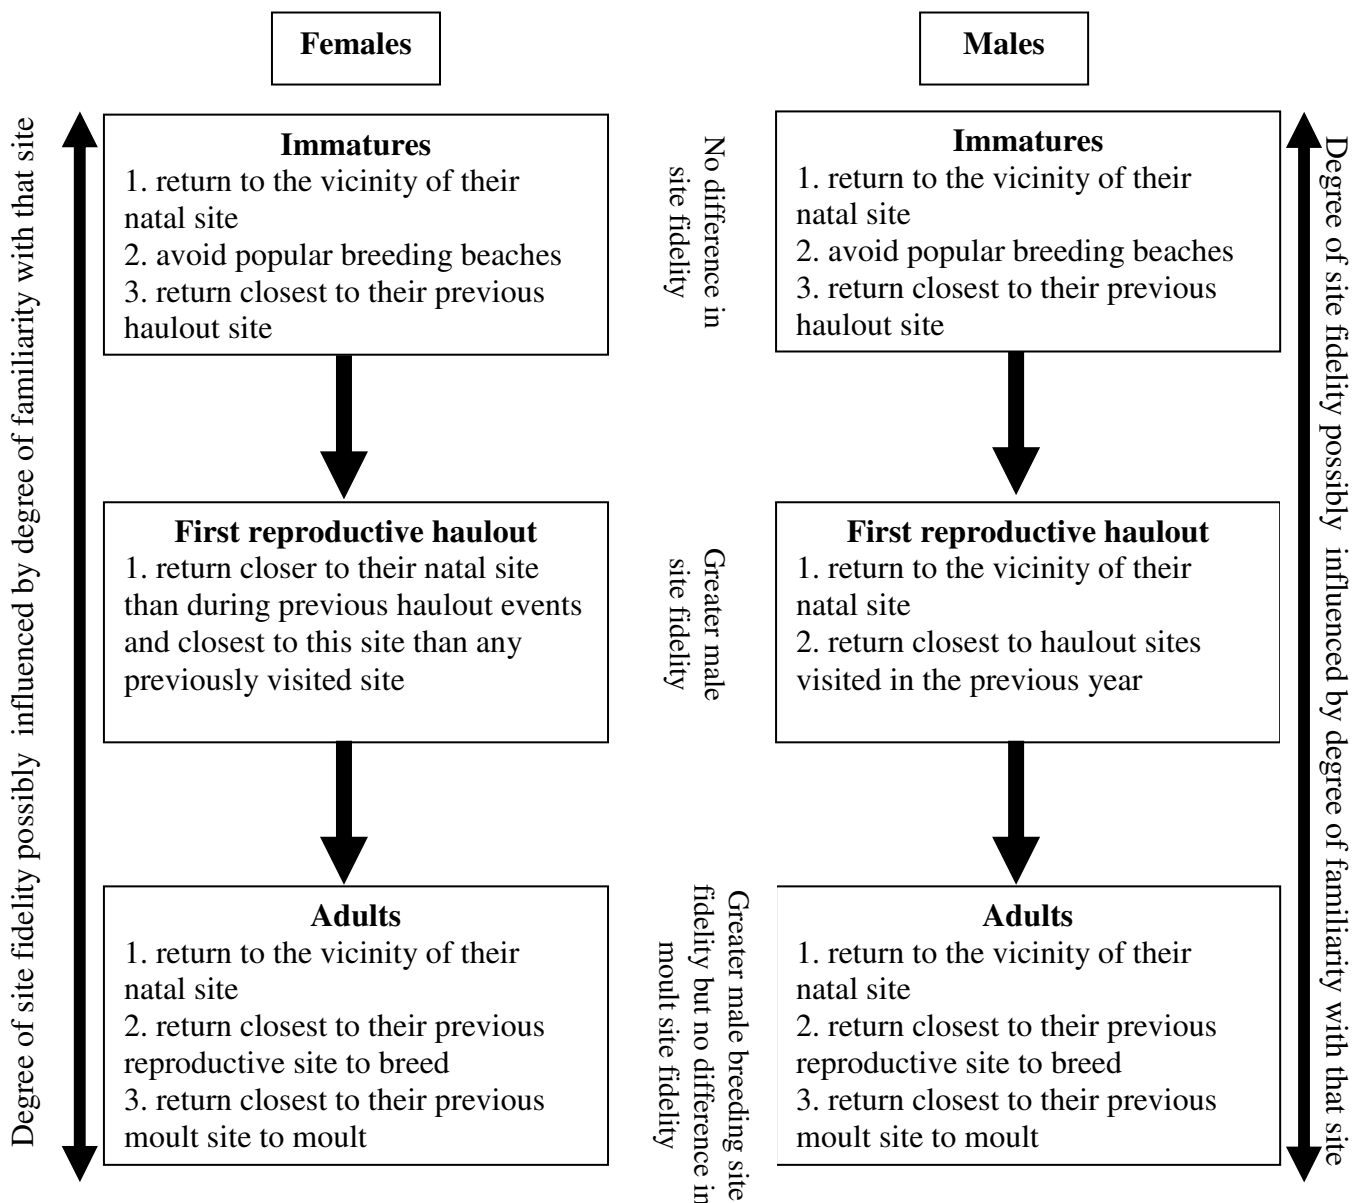 Females
Males
Degree of site fidelity possibly influenced by degree of familiarity with that site
Immatures
1. return to the vicinity of their
natal site
2. avoid popular breeding beaches
3. return closest to their previous
haulout site
No difference in
site fidelity
Immatures
1. return to the vicinity of their
natal site
2. avoid popular breeding beaches
3. return closest to their previous
haulout site
Degree of site fidelity possibly influenced by degree of familiarity with that site
First reproductive haulout
1. return closer to their natal site
than during previous haulout events
and closest to this site than any
previously visited site
Greater male
site fidelity
First reproductive haulout
1. return to the vicinity of their
natal site
2. return closest to haulout sites
visited in the previous year
Adults
1. return to the vicinity of their
natal site
2. return closest to their previous
reproductive site to breed
3. return closest to their previous
moult site to moult
Greater male breeding site
fidelity but no difference in
moult site fidelity
Adults
1. return to the vicinity of their
natal site
2. return closest to their previous
reproductive site to breed
3. return closest to their previous
moult site to moult